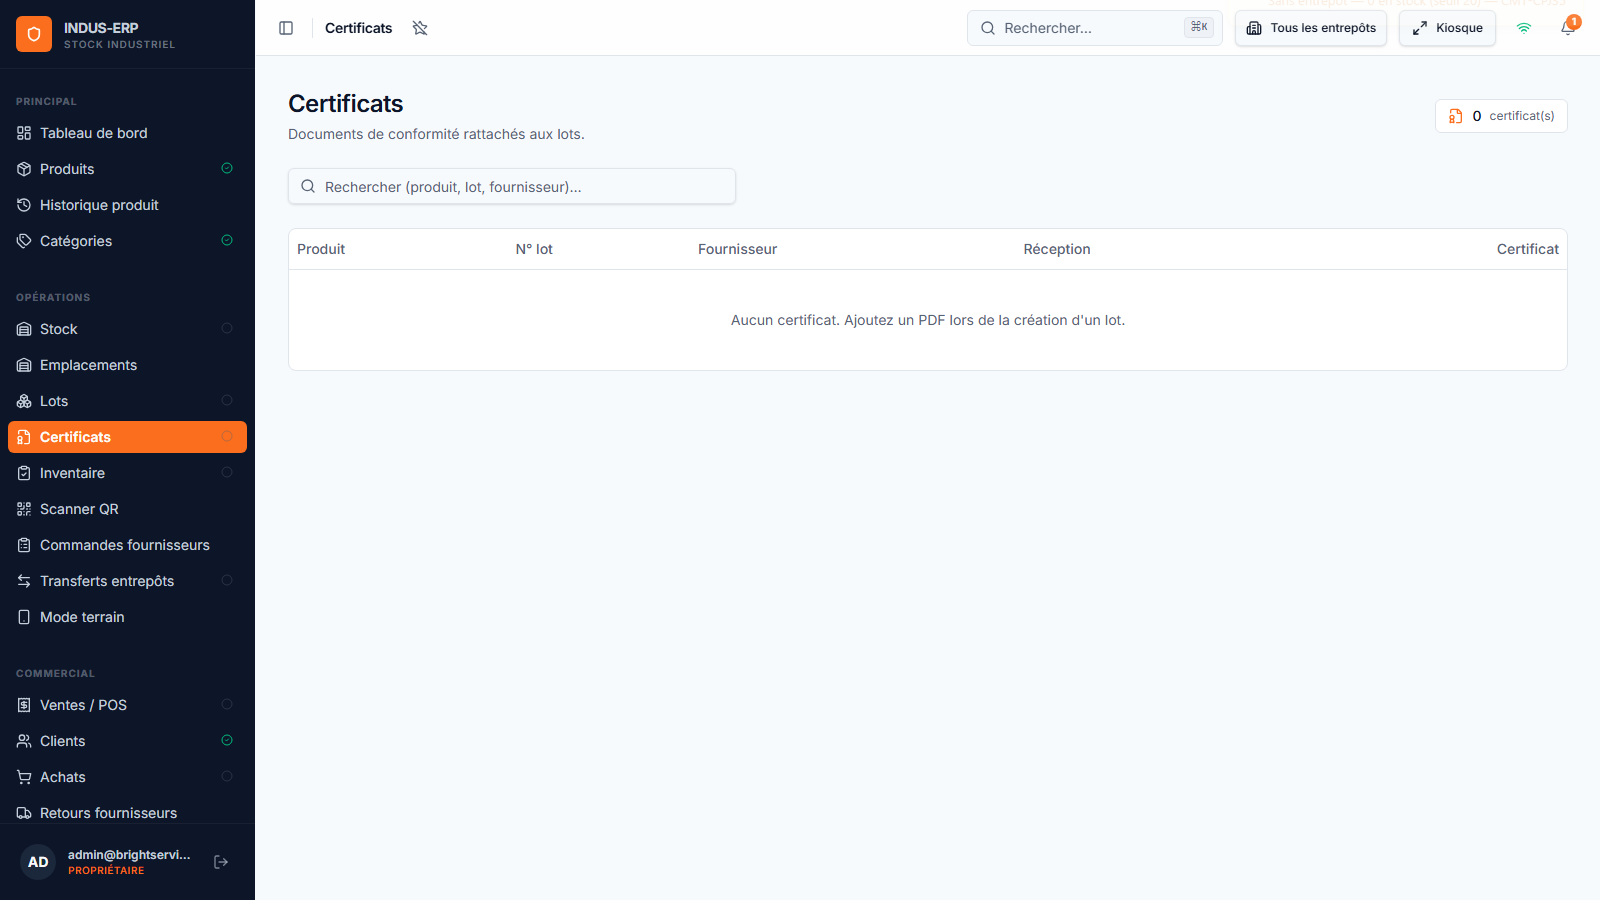 INDUS-ERP
STOCK INDUSTRIEL
PRINCIPAL
Tableau de bord
Produits
Historique produit
Catégories
OPÉRATIONS
Stock
Emplacements
Lots
Certificats
Inventaire
Scanner QR
Commandes fournisseurs
Transferts entrepôts
Mode terrain
COMMERCIAL
Ventes / POS
Clients
Achats
Retours fournisseurs
AD
admin@brightservi...
PROPRIÉTAIRE
Certificats
Rechercher...
⌘K
Tous les entrepôts
Kiosque
1
Certificats
Documents de conformité rattachés aux lots.
0 certificat(s)
Rechercher (produit, lot, fournisseur)...
Produit N° lot Fournisseur Réception Certificat
Aucun certificat. Ajoutez un PDF lors de la création d'un lot.